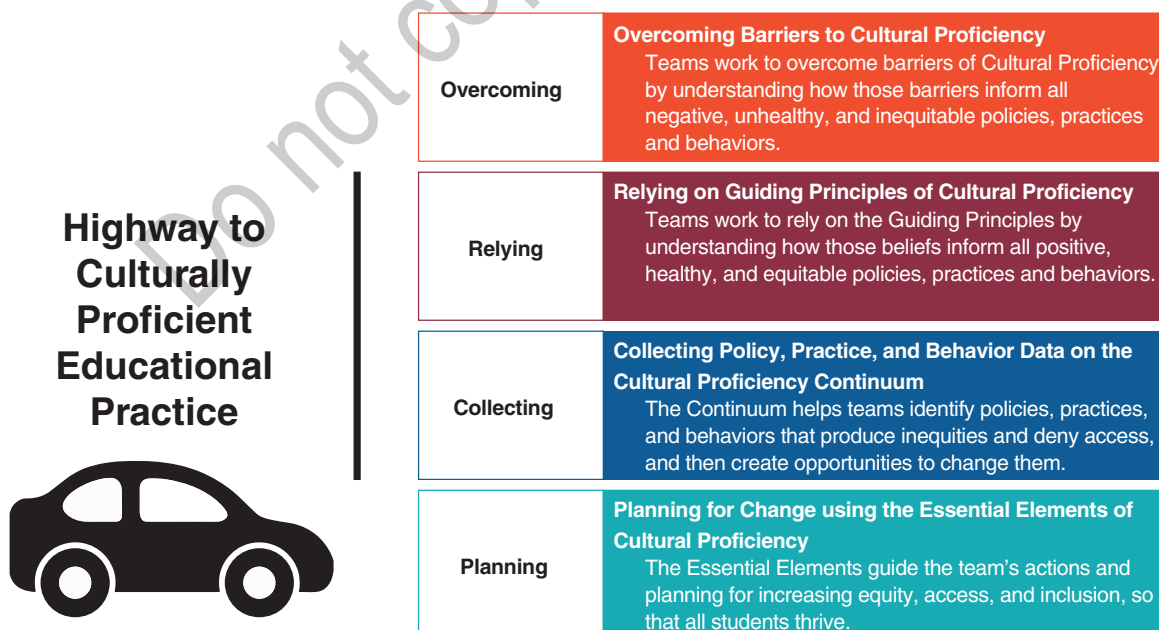 Do not co
Highway to
Culturally
Proficient
Educational
Practice
Overcoming
Overcoming Barriers to Cultural Proficiency
Teams work to overcome barriers of Cultural Proficiency
by understanding how those barriers inform all
negative, unhealthy, and inequitable policies, practices
and behaviors.
Relying
Relying on Guiding Principles of Cultural Proficiency
Teams work to rely on the Guiding Principles by
understanding how those beliefs inform all positive,
healthy, and equitable policies, practices and behaviors.
Collecting
Collecting Policy, Practice, and Behavior Data on the
Cultural Proficiency Continuum
The Continuum helps teams identify policies, practices,
and behaviors that produce inequities and deny access,
and then create opportunities to change them.
Planning
Planning for Change using the Essential Elements of
Cultural Proficiency
The Essential Elements guide the team’s actions and
planning for increasing equity, access, and inclusion, so
that all students thrive.